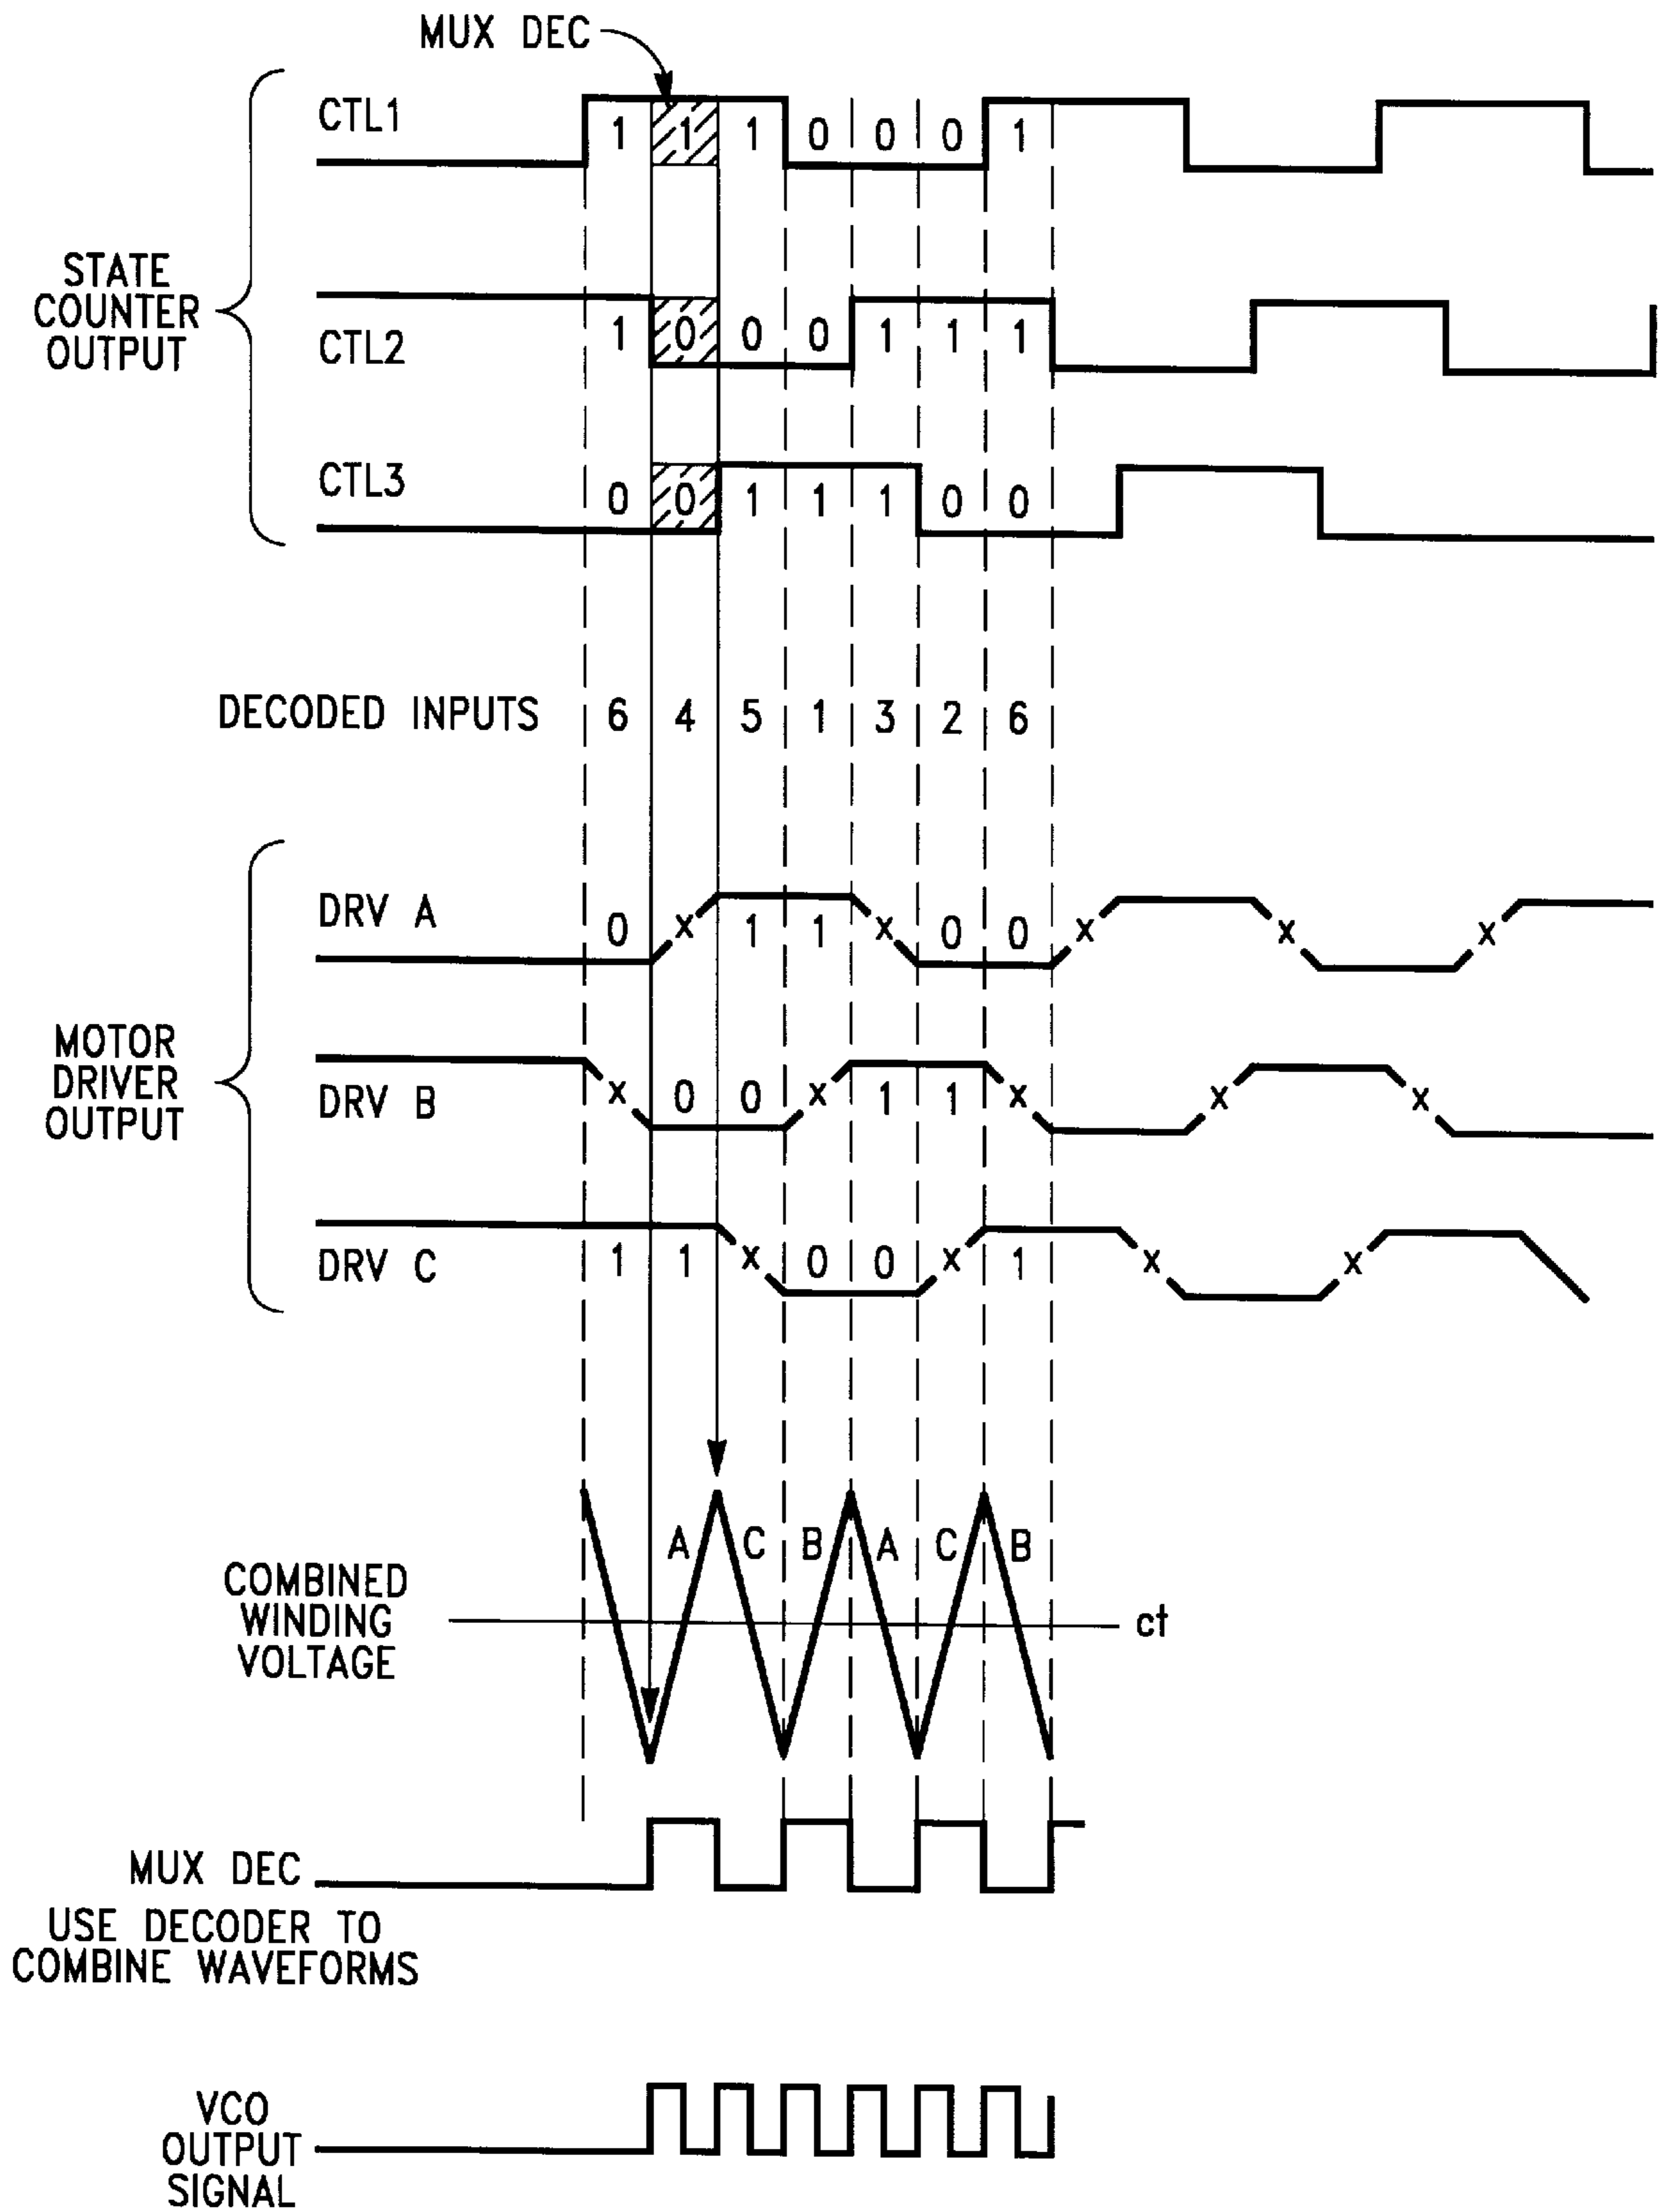 MUX DEC
CTL1
1 1 1 0 0 0 1
STATE
COUNTER
OUTPUT
CTL2
1 0 0 0 1 1 1
CTL3
0 0 1 1 1 0 0
DECODED INPUTS 6 4 5 1 3 2 6
DRV A
0 x 1 1 x 0 0 x x x
MOTOR
DRIVER
OUTPUT
DRV B
x 0 0 x 1 1 x x x
DRV C
1 1 x 0 0 x 1 x x
A C B A C B
COMBINED
WINDING
VOLTAGE
ct
MUX DEC
USE DECODER TO
COMBINE WAVEFORMS
VCO
OUTPUT
SIGNAL